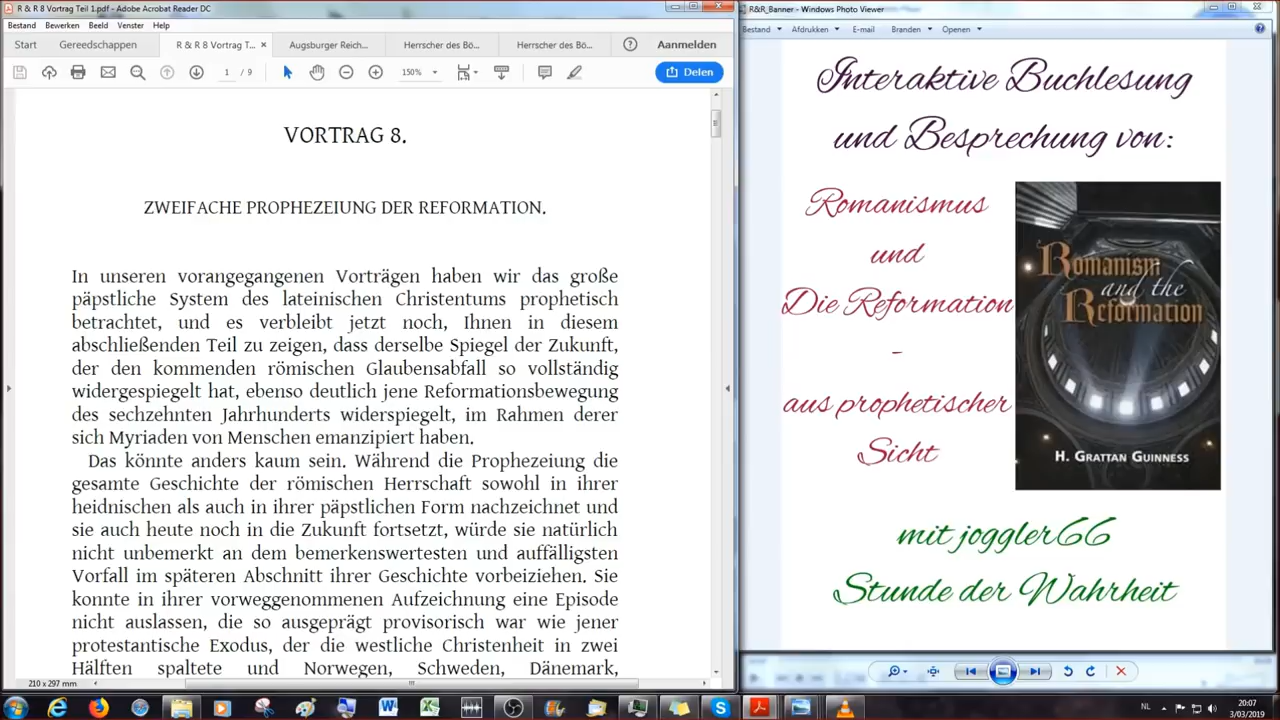 R & R 8 Vortrag Teil 1.pdf - Adobe Acrobat Reader DC
Bestand Bewerken Beeld Venster Help
Start Gereedschappen R & R 8 Vortrag T... × Augsburger Reich... Herrscher des Bö... Herrscher des Bö... Anmelden
1 / 9 150% Delen
VORTRAG 8.
ZWEIFACHE PROPHEZEIUNG DER REFORMATION.
In unseren vorangegangenen Vorträgen haben wir das große
päpstliche System des lateinischen Christentums prophetisch
betrachtet, und es verbleibt jetzt noch, Ihnen in diesem
abschließenden Teil zu zeigen, dass derselbe Spiegel der Zukunft,
der den kommenden römischen Glaubensabfall so vollständig
widergespiegelt hat, ebenso deutlich jene Reformationsbewegung
des sechzehnten Jahrhunderts widerspiegelt, im Rahmen derer
sich Myriaden von Menschen emanzipiert haben.
Das könnte anders kaum sein. Während die Prophezeiung die
gesamte Geschichte der römischen Herrschaft sowohl in ihrer
heidnischen als auch in ihrer päpstlichen Form nachzeichnet und
sie auch heute noch in die Zukunft fortsetzt, würde sie natürlich
nicht unbemerkt an dem bemerkenswertesten und auffälligsten
Vorfall im späteren Abschnitt ihrer Geschichte vorbeiziehen. Sie
konnte in ihrer vorweggenommenen Aufzeichnung eine Episode
nicht auslassen, die so ausgeprägt provisorisch war wie jener
protestantische Exodus, der die westliche Christenheit in zwei
Hälften spaltete und Norwegen, Schweden, Dänemark,
210 x 297 mm
R&R_Banner - Windows Photo Viewer
Bestand Afdrukken E-mail Branden Openen
Interaktive Buchlesung
und Besprechung von:
Romanismus
und
Die Reformation
-
aus prophetischer
Sicht
Romanism
and the
Reformation
H. GRATTAN GUINNESS
mit joggler66
Stunde der Wahrheit
NL 20:07
3/03/2019